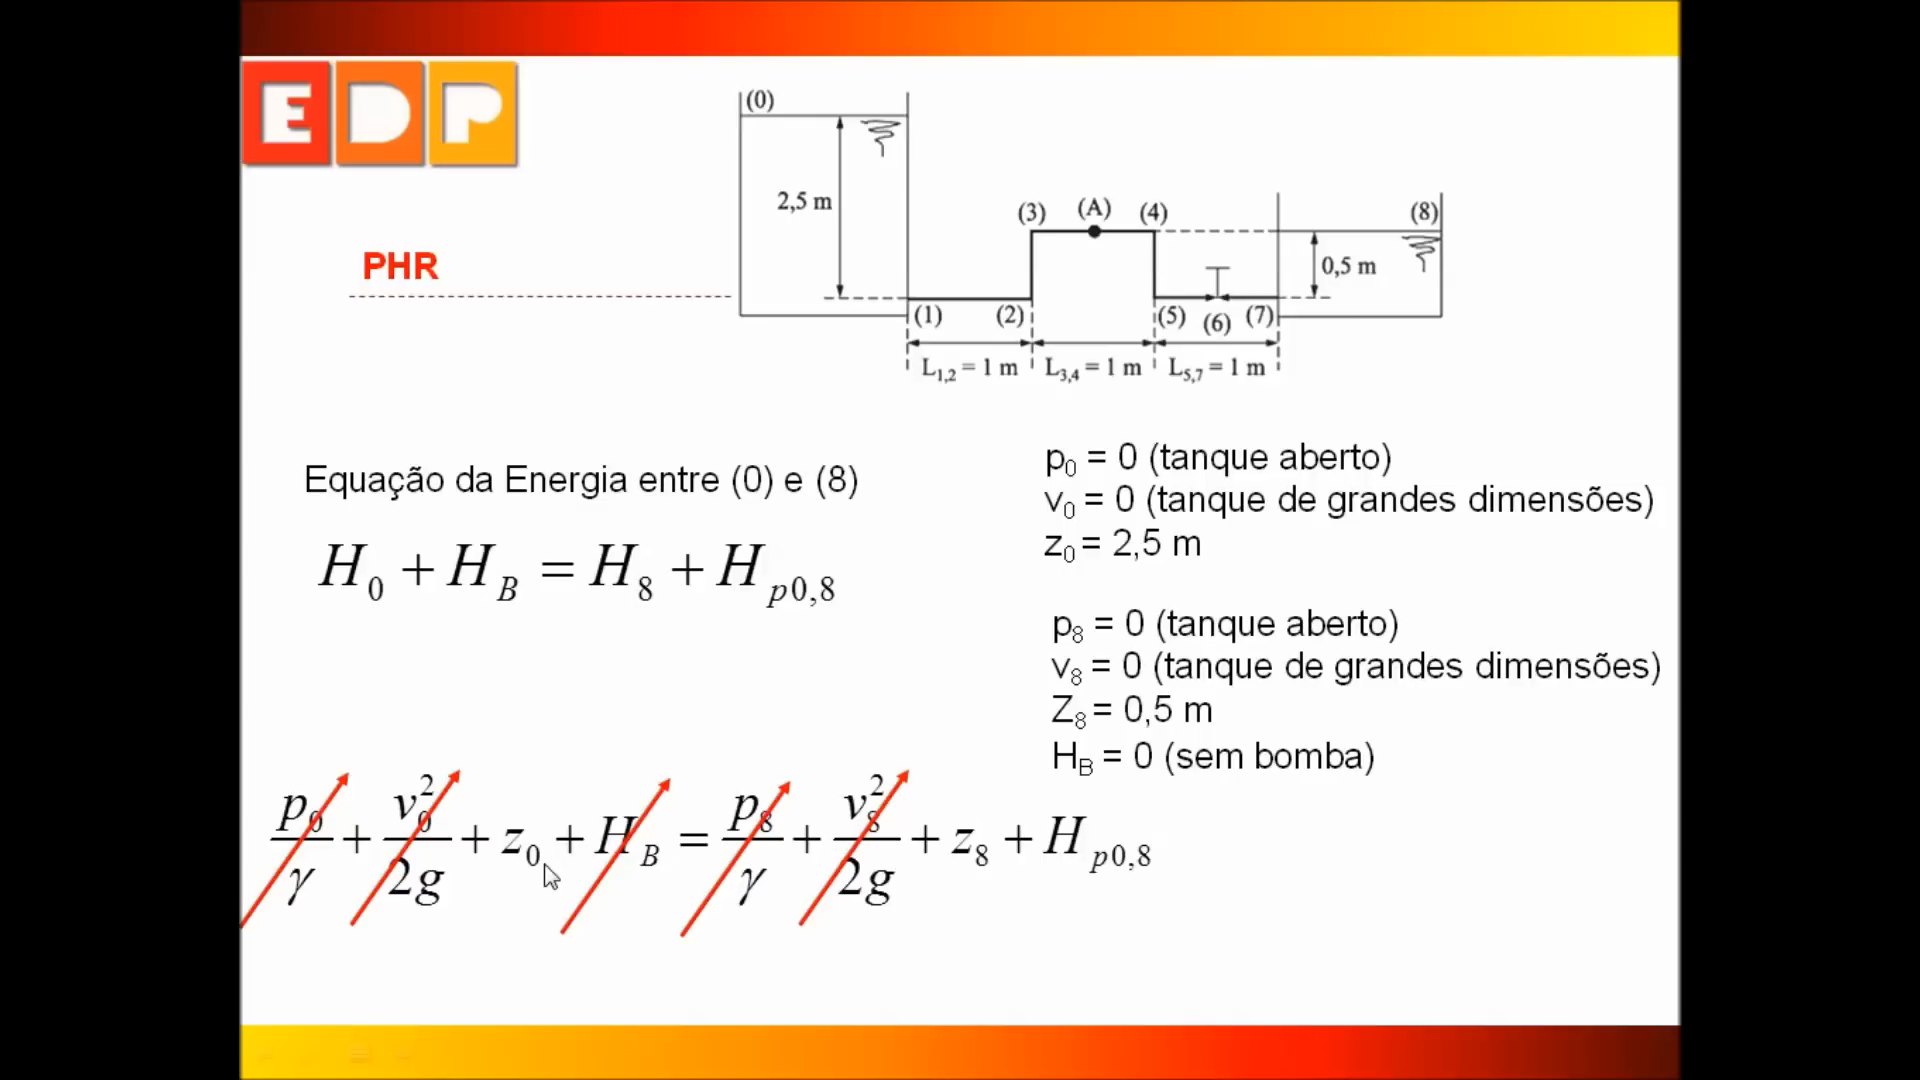 EDP
(0)
2,5 m
(3) (A) (4)
(8)
0,5 m
PHR
(1) (2) (5) (6) (7)
L1,2 = 1 m L3,4 = 1 m L5,7 = 1 m
Equação da Energia entre (0) e (8)
H0 + HB = H8 + Hp0,8
p0 = 0 (tanque aberto)
v0 = 0 (tanque de grandes dimensões)
z0 = 2,5 m
p8 = 0 (tanque aberto)
v8 = 0 (tanque de grandes dimensões)
Z8 = 0,5 m
HB = 0 (sem bomba)
p0/γ + v0²/2g + z0 + HB = p8/γ + v8²/2g + z8 + Hp0,8